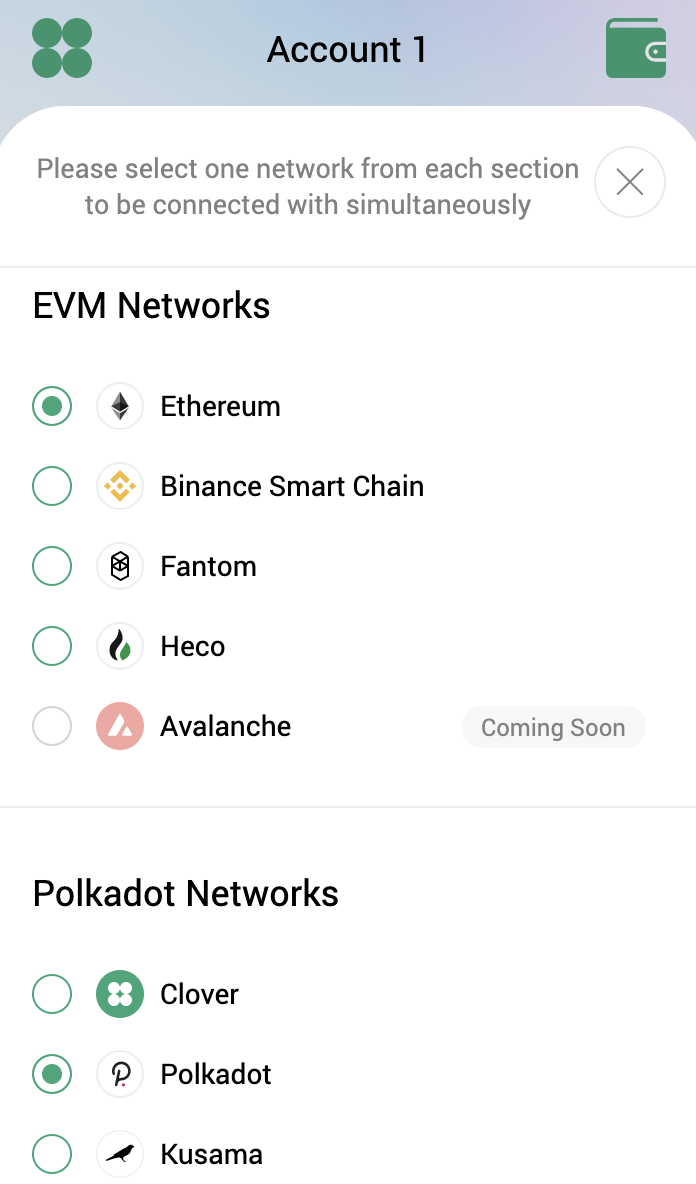 Account 1
Please select one network from each section
to be connected with simultaneously
EVM Networks
Ethereum
Binance Smart Chain
Fantom
Heco
Avalanche
Coming Soon
Polkadot Networks
Clover
Polkadot
Kusama